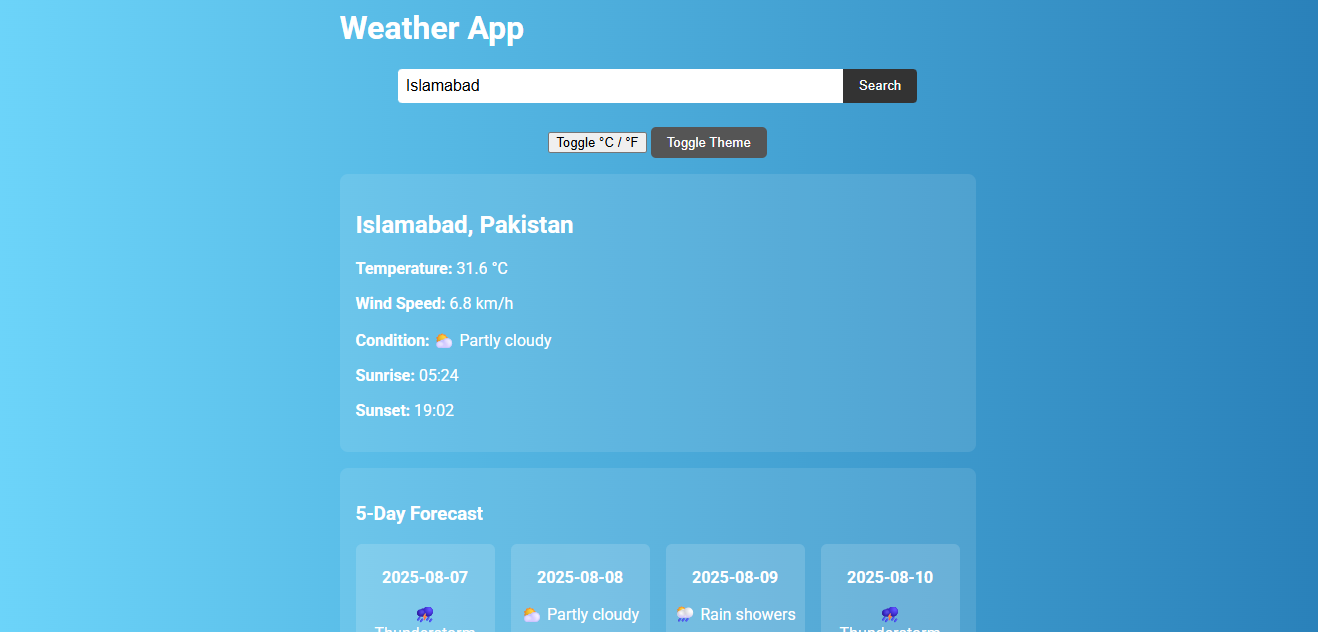 Weather App
Islamabad
Search
Toggle °C / °F
Toggle Theme
Islamabad, Pakistan
Temperature: 31.6 °C
Wind Speed: 6.8 km/h
Condition: Partly cloudy
Sunrise: 05:24
Sunset: 19:02
5-Day Forecast
2025-08-07
Thunderstorm
2025-08-08
Partly cloudy
2025-08-09
Rain showers
2025-08-10
Thunderstorm